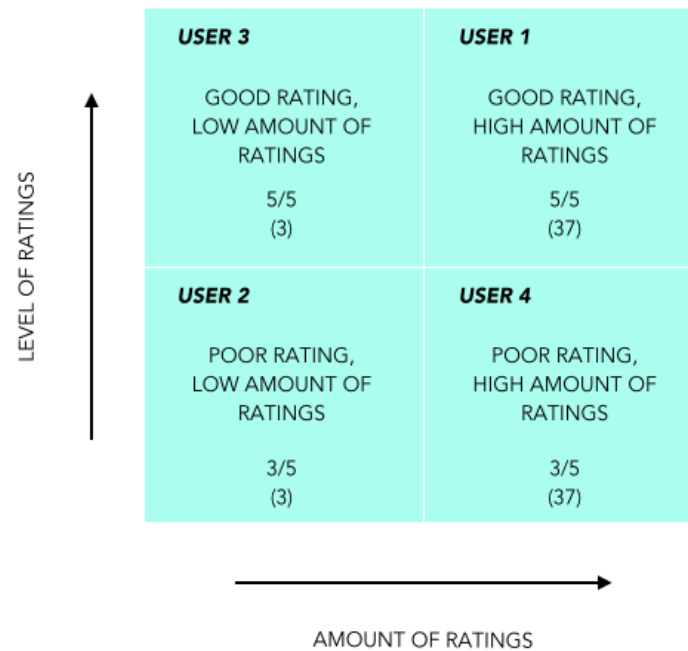 USER 3
GOOD RATING,
LOW AMOUNT OF
RATINGS
5/5
(3)
USER 1
GOOD RATING,
HIGH AMOUNT OF
RATINGS
5/5
(37)
LEVEL OF RATINGS
USER 2
POOR RATING,
LOW AMOUNT OF
RATINGS
3/5
(3)
USER 4
POOR RATING,
HIGH AMOUNT OF
RATINGS
3/5
(37)
AMOUNT OF RATINGS